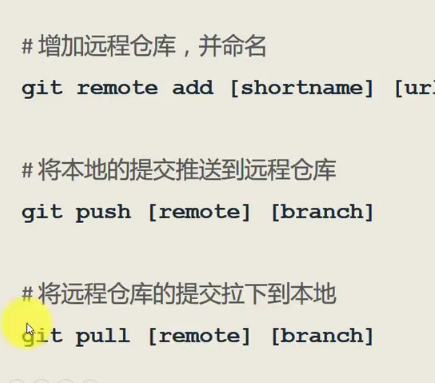 # 增加远程仓库，并命名
git remote add [shortname] [url
# 将本地的提交推送到远程仓库
git push [remote] [branch]
# 将远程仓库的提交拉下到本地
git pull [remote] [branch]